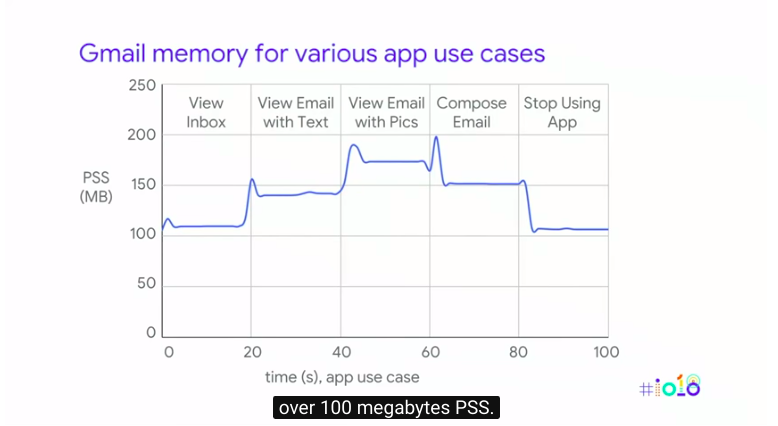 Gmail memory for various app use cases
250
200
150
100
50
0
PSS
(MB)
View
Inbox
View Email
with Text
View Email
with Pics
Compose
Email
Stop Using
App
0 20 40 60 80 100
time (s), app use case
#io18
over 100 megabytes PSS.